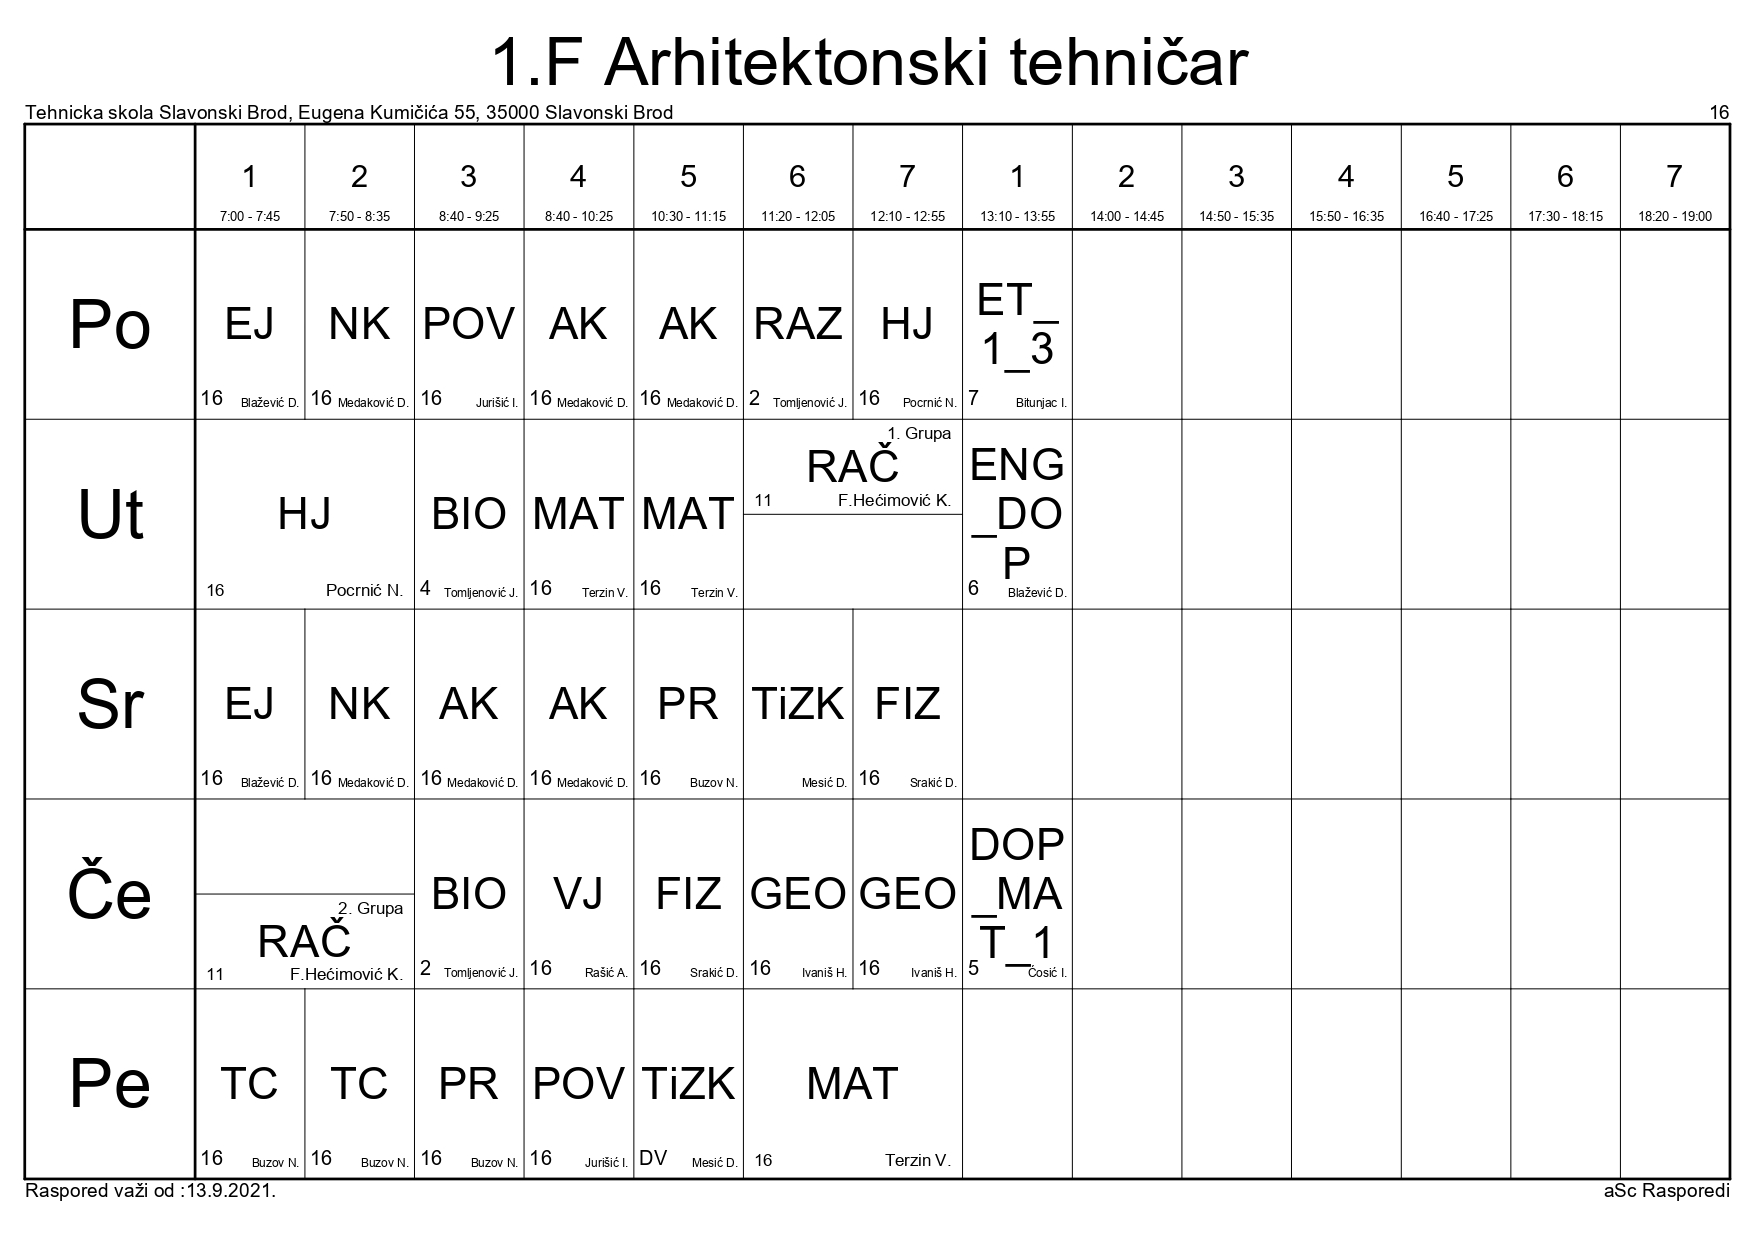 1.F Arhitektonski tehničar
Tehnicka skola Slavonski Brod, Eugena Kumičića 55, 35000 Slavonski Brod 16
1 2 3 4 5 6 7 1 2 3 4 5 6 7
7:00 - 7:45 7:50 - 8:35 8:40 - 9:25 8:40 - 10:25 10:30 - 11:15 11:20 - 12:05 12:10 - 12:55 13:10 - 13:55 14:00 - 14:45 14:50 - 15:35 15:50 - 16:35 16:40 - 17:25 17:30 - 18:15 18:20 - 19:00
Po
EJ
16 Blažević D.
NK
16 Medaković D.
POV
16 Jurišić I.
AK
16 Medaković D.
AK
16 Medaković D.
RAZ
2 Tomljenović J.
HJ
16 Pocrnić N.
ET_
1_3
7 Bitunjac I.
Ut
HJ
16 Pocrnić N.
BIO
4 Tomljenović J.
MAT
16 Terzin V.
MAT
16 Terzin V.
1. Grupa
RAČ
11 F.Hećimović K.
ENG
_DO
P
6 Blažević D.
Sr
EJ
16 Blažević D.
NK
16 Medaković D.
AK
16 Medaković D.
AK
16 Medaković D.
PR
16 Buzov N.
TiZK
Mesić D.
FIZ
16 Srakić D.
Če
2. Grupa
RAČ
11 F.Hećimović K.
BIO
2 Tomljenović J.
VJ
16 Rašić A.
FIZ
16 Srakić D.
GEO
16 Ivaniš H.
GEO
16 Ivaniš H.
DOP
_MA
T_1
5 Ćosić I.
Pe
TC
16 Buzov N.
TC
16 Buzov N.
PR
16 Buzov N.
POV
16 Jurišić I.
TiZK
DV Mesić D.
MAT
16 Terzin V.
Raspored važi od :13.9.2021. aSc Rasporedi